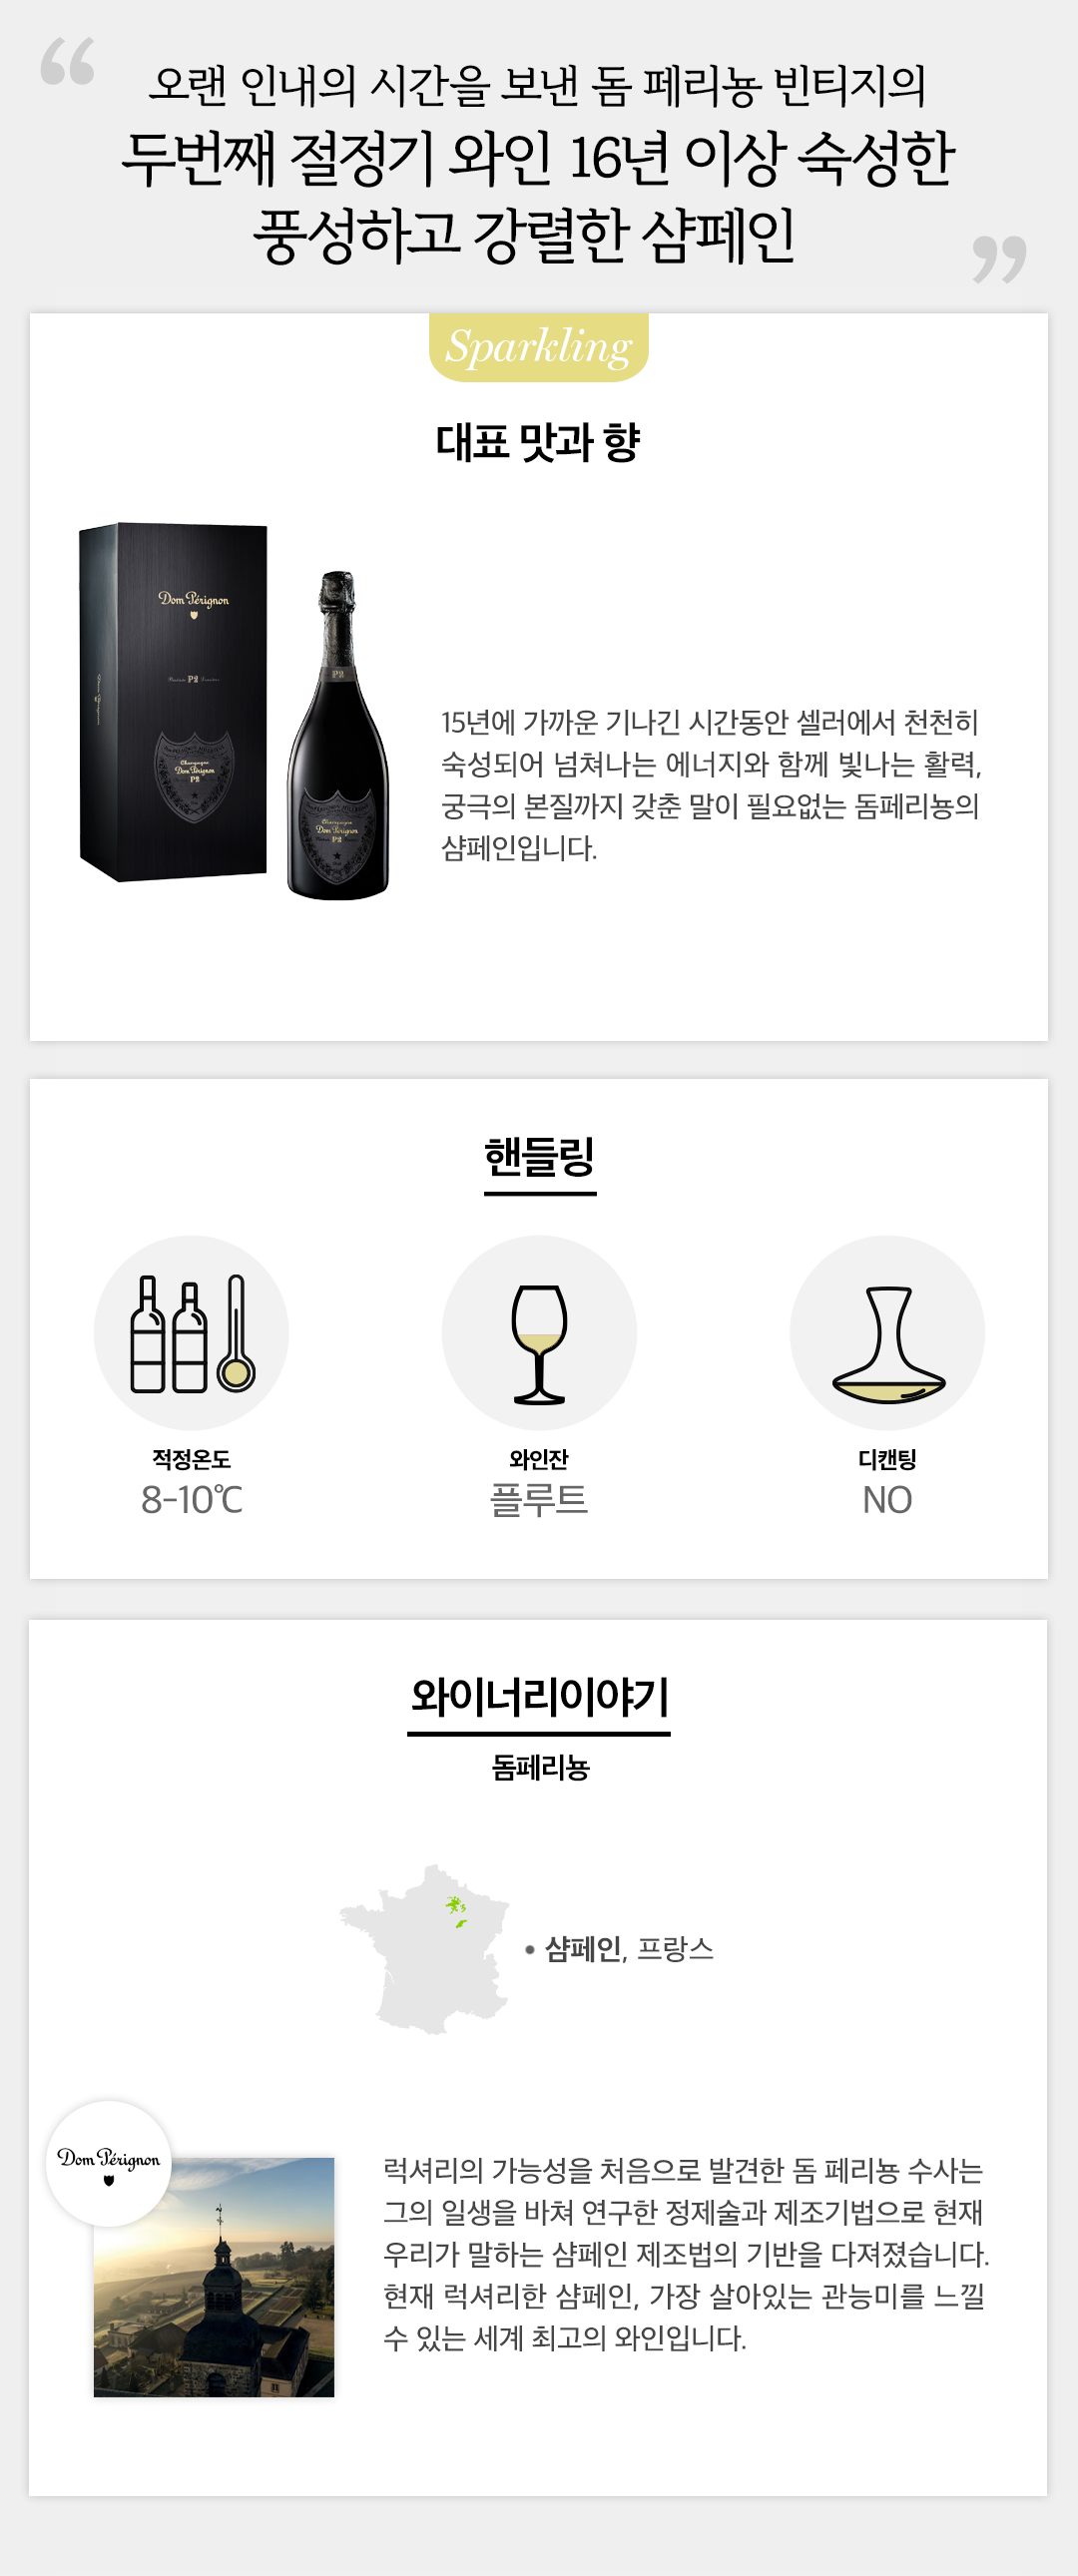 “
오랜 인내의 시간을 보낸 돔 페리뇽 빈티지의
두번째 절정기 와인 16년 이상 숙성한
풍성하고 강렬한 샴페인
”
Sparkling
대표 맛과 향
Dom Pérignon
P2
Champagne
Dom Pérignon
P2
P2
Champagne
Dom Pérignon
P2
15년에 가까운 기나긴 시간동안 셀러에서 천천히
숙성되어 넘쳐나는 에너지와 함께 빛나는 활력,
궁극의 본질까지 갖춘 말이 필요없는 돔페리뇽의
샴페인입니다.
핸들링
적정온도
8-10℃
와인잔
플루트
디캔팅
NO
와이너리이야기
돔페리뇽
• 샴페인, 프랑스
Dom Pérignon
럭셔리의 가능성을 처음으로 발견한 돔 페리뇽 수사는
그의 일생을 바쳐 연구한 정제술과 제조기법으로 현재
우리가 말하는 샴페인 제조법의 기반을 다져졌습니다.
현재 럭셔리한 샴페인, 가장 살아있는 관능미를 느낄
수 있는 세계 최고의 와인입니다.